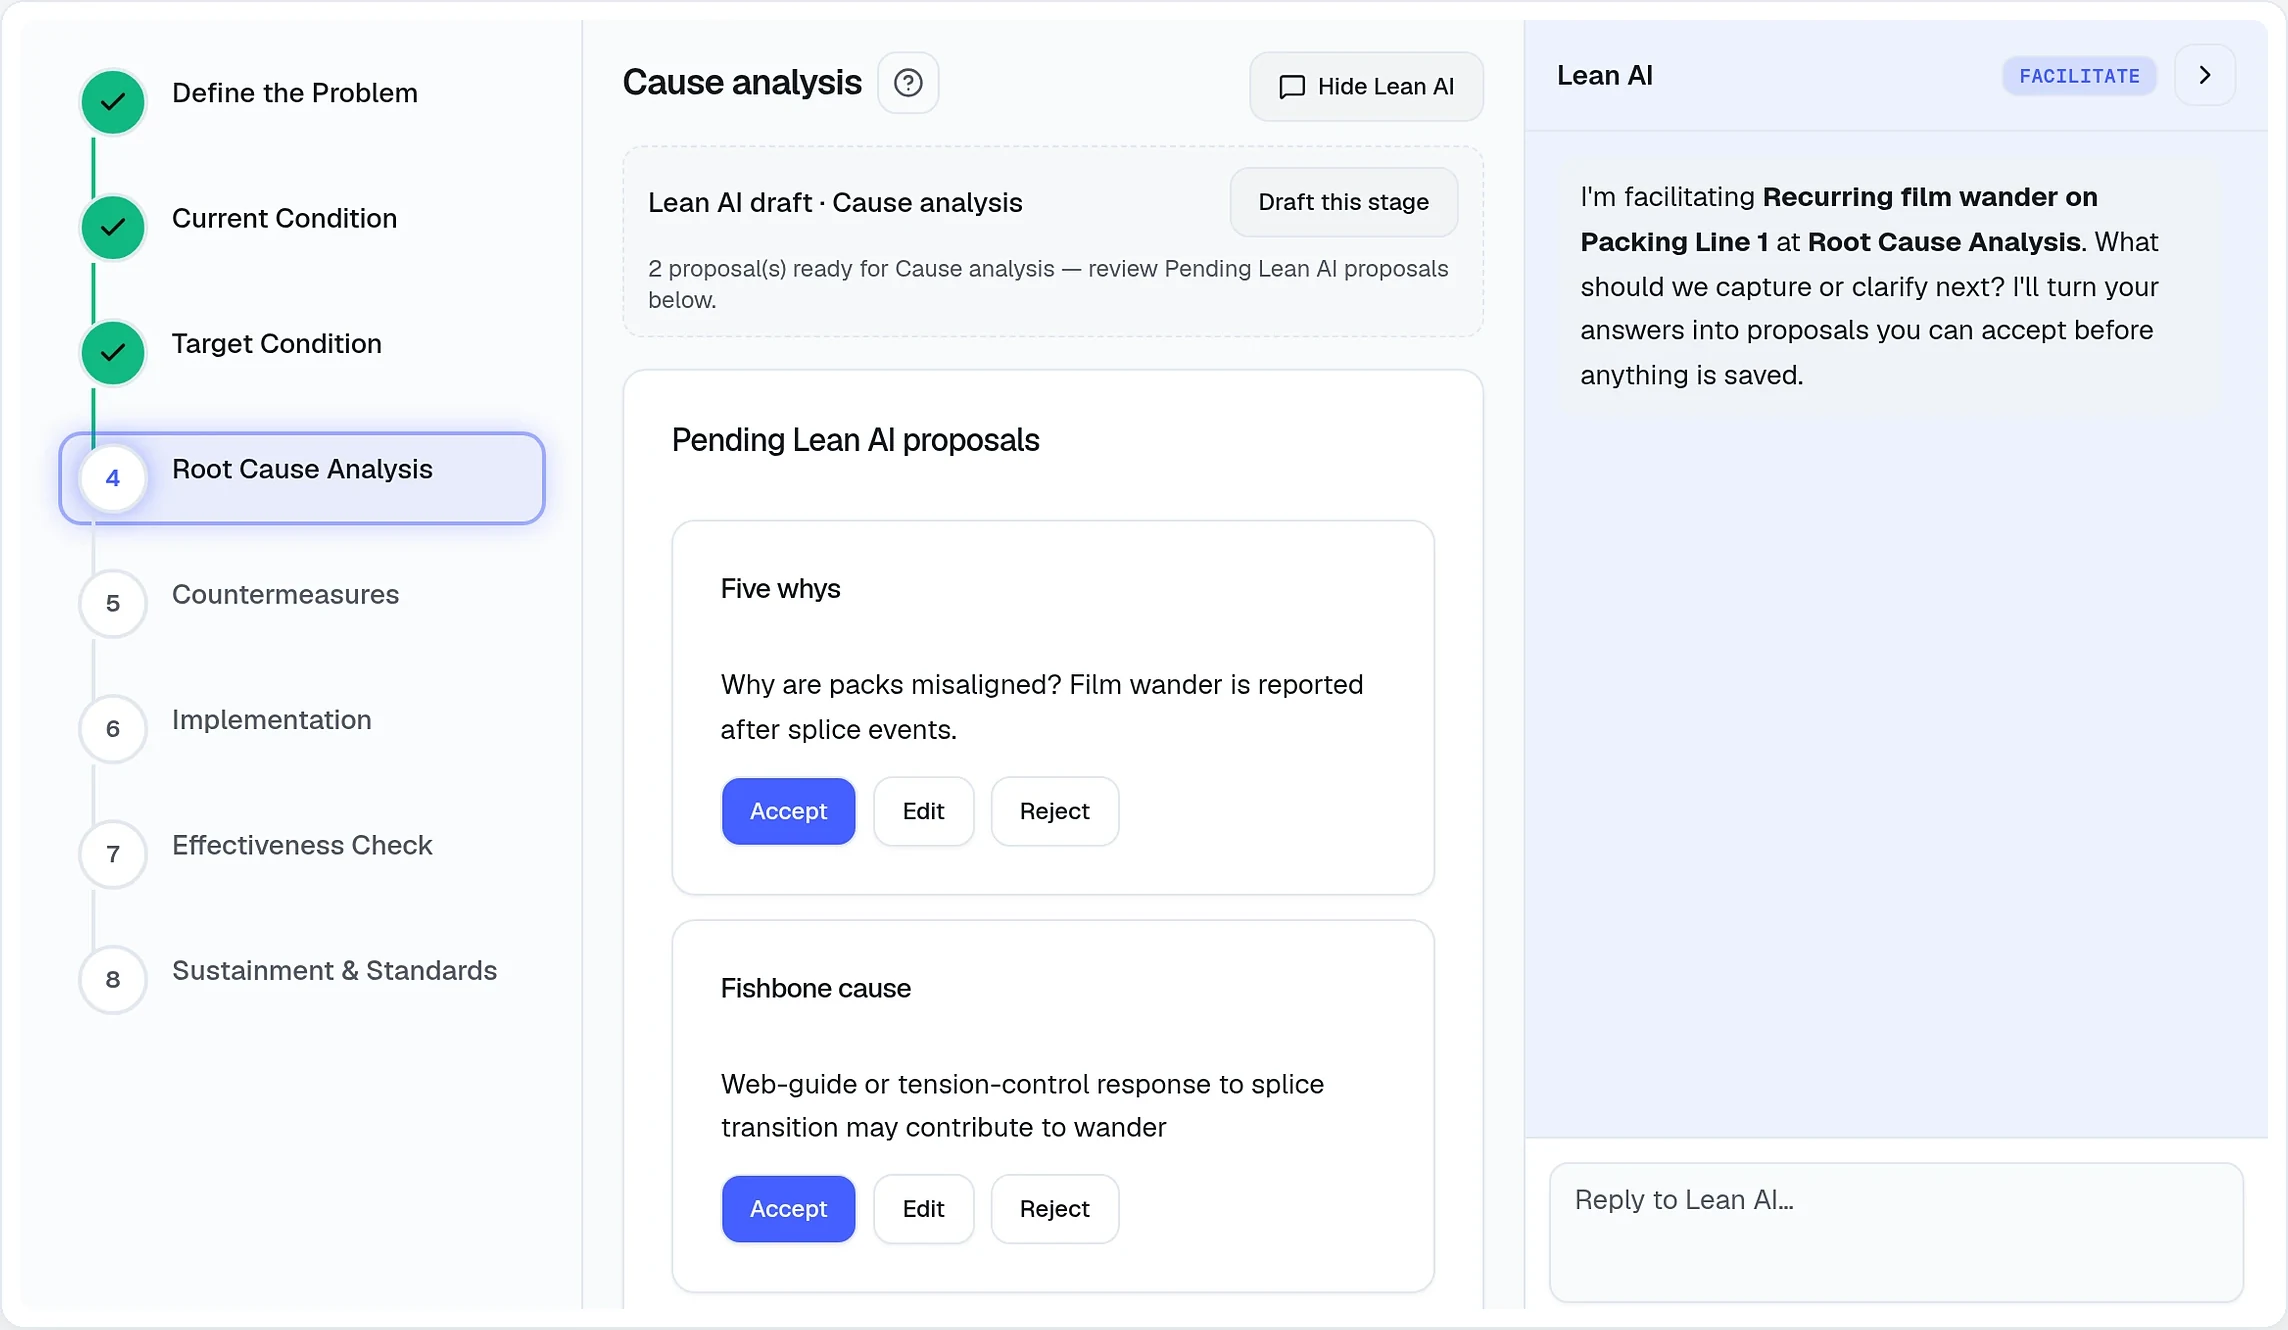 Define the Problem
Current Condition
Target Condition
4
Root Cause Analysis
5
Countermeasures
6
Implementation
7
Effectiveness Check
8
Sustainment & Standards
Cause analysis
Hide Lean AI
Lean AI draft · Cause analysis
Draft this stage
2 proposal(s) ready for Cause analysis — review Pending Lean AI proposals
below.
Pending Lean AI proposals
Five whys
Why are packs misaligned? Film wander is reported
after splice events.
Accept
Edit
Reject
Fishbone cause
Web-guide or tension-control response to splice
transition may contribute to wander
Accept
Edit
Reject
Lean AI
FACILITATE
I'm facilitating Recurring film wander on
Packing Line 1 at Root Cause Analysis. What
should we capture or clarify next? I'll turn your
answers into proposals you can accept before
anything is saved.
Reply to Lean AI...